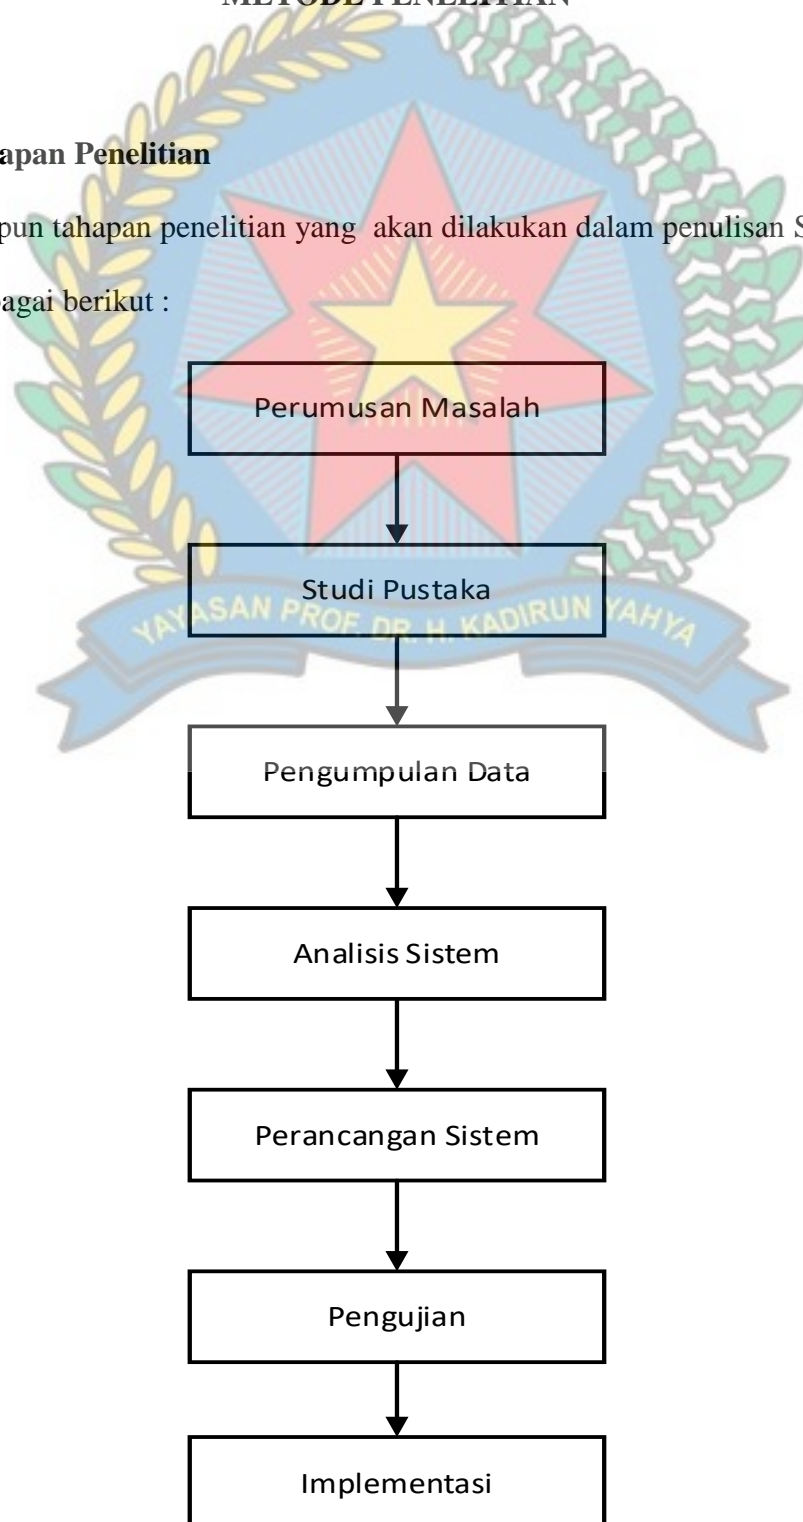 METODE PENELITIAN
apan Penelitian
pun tahapan penelitian yang akan dilakukan dalam penulisan S
bagai berikut :
Perumusan Masalah
Studi Pustaka
YAYASAN PROF. DR. H. KADIRUN YAHYA
Pengumpulan Data
Analisis Sistem
Perancangan Sistem
Pengujian
Implementasi